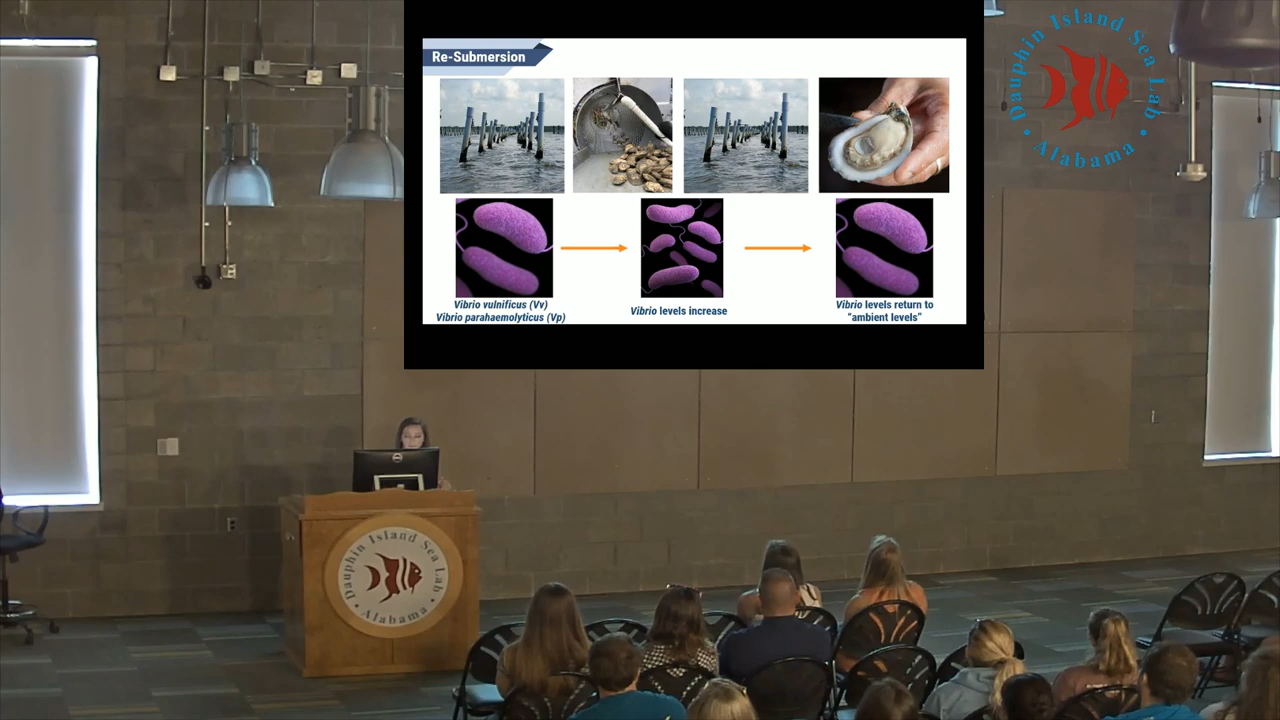 Re-Submersion
Vibrio vulnificus (Vv)
Vibrio parahaemolyticus (Vp)
Vibrio levels increase
Vibrio levels return to
"ambient levels"
Dauphin Island Sea Lab
• Alabama •
DELL
Dauphin Island Sea Lab
• Alabama •